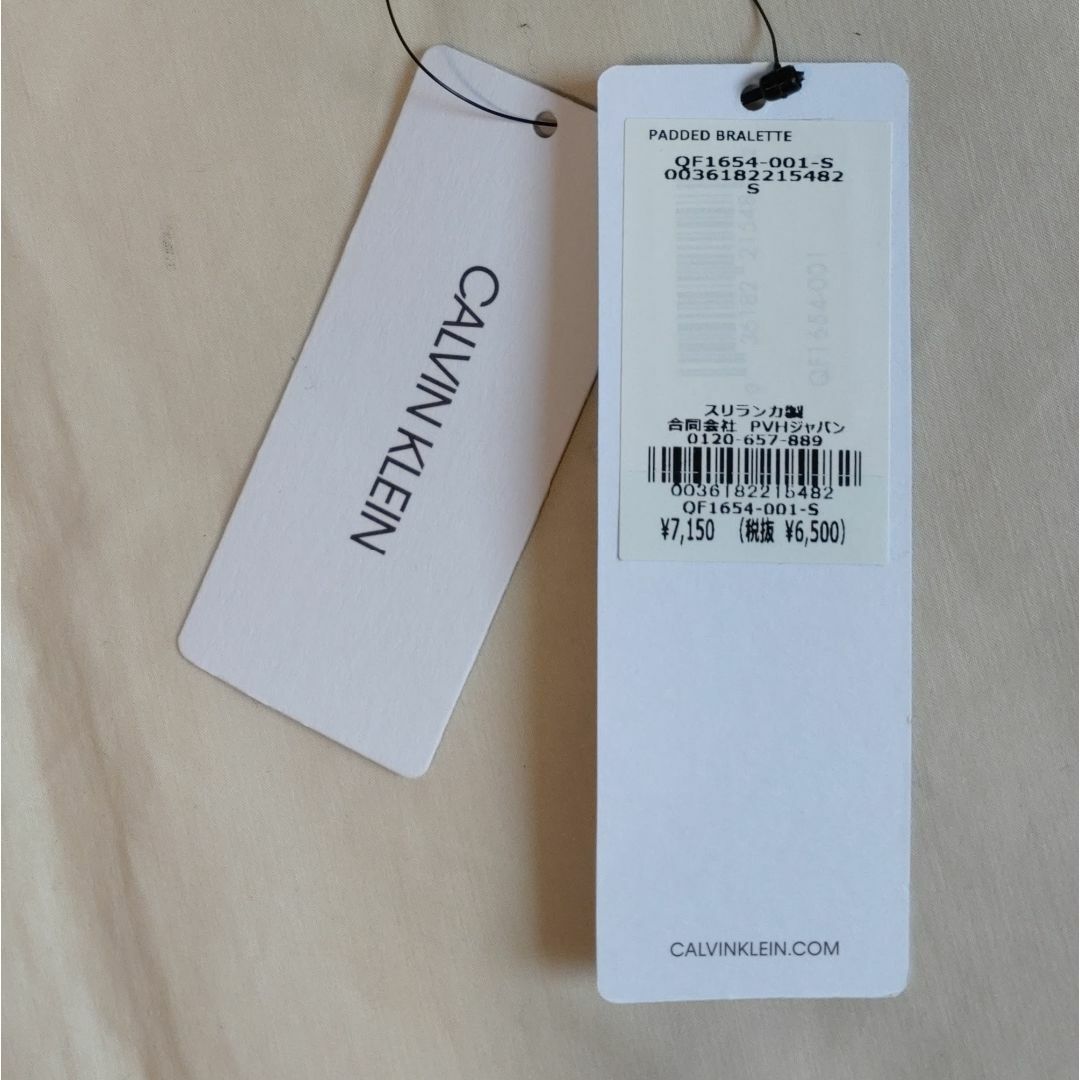 CALVIN KLEIN
PADDED BRALETTE
QF1654-001-S
0036182215482
S
QF1654-001
スリランカ製
合同会社 PVHジャパン
0120-657-889
0036182215482
QF1654-001-S
¥7,150 (税抜 ¥6,500)
CALVINKLEIN.COM